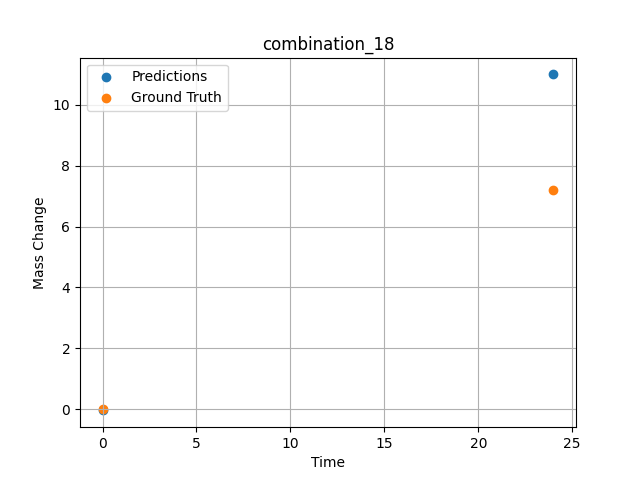 combination_18
Predictions
Ground Truth
10
8
6
4
2
0
Mass Change
0 5 10 15 20 25
Time